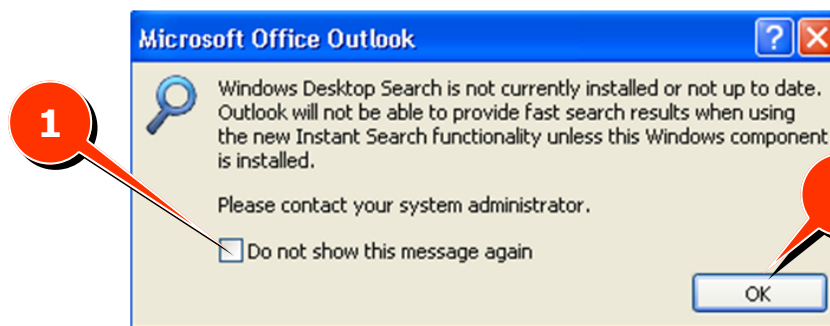 Microsoft Office Outlook
?
Windows Desktop Search is not currently installed or not up to date.
Outlook will not be able to provide fast search results when using
the new Instant Search functionality unless this Windows component
is installed.
1
Please contact your system administrator.
Do not show this message again
OK